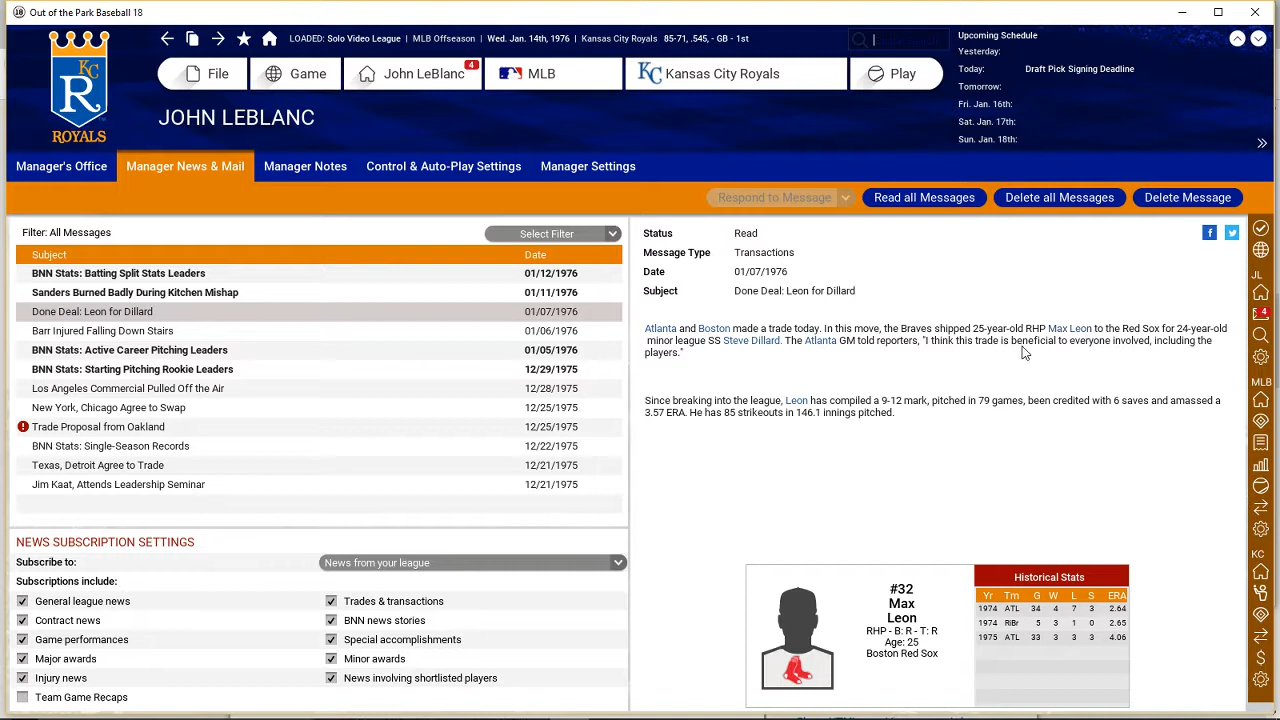 Out of the Park Baseball 18
LOADED: Solo Video League | MLB Offseason | Wed. Jan. 14th, 1976 | Kansas City Royals 85-71, .545, - GB - 1st
Upcoming Schedule
Yesterday:
Today: Draft Pick Signing Deadline
Tomorrow:
Fri. Jan. 16th:
Sat. Jan. 17th:
Sun. Jan. 18th:
KC
R
ROYALS
File
Game
John LeBlanc
4
MLB
KC
Kansas City Royals
Play
JOHN LEBLANC
Manager's Office
Manager News & Mail
Manager Notes
Control & Auto-Play Settings
Manager Settings
Respond to Message
Read all Messages
Delete all Messages
Delete Message
Filter: All Messages
Select Filter
Subject Date
BNN Stats: Batting Split Stats Leaders 01/12/1976
Sanders Burned Badly During Kitchen Mishap 01/11/1976
Done Deal: Leon for Dillard 01/07/1976
Barr Injured Falling Down Stairs 01/06/1976
BNN Stats: Active Career Pitching Leaders 01/05/1976
BNN Stats: Starting Pitching Rookie Leaders 12/29/1975
Los Angeles Commercial Pulled Off the Air 12/28/1975
New York, Chicago Agree to Swap 12/25/1975
Trade Proposal from Oakland 12/25/1975
BNN Stats: Single-Season Records 12/22/1975
Texas, Detroit Agree to Trade 12/21/1975
Jim Kaat, Attends Leadership Seminar 12/21/1975
NEWS SUBSCRIPTION SETTINGS
Subscribe to: News from your league
Subscriptions include:
General league news Trades & transactions
Contract news BNN news stories
Game performances Special accomplishments
Major awards Minor awards
Injury news News involving shortlisted players
Team Game Recaps
Status Read
Message Type Transactions
Date 01/07/1976
Subject Done Deal: Leon for Dillard
Atlanta and Boston made a trade today. In this move, the Braves shipped 25-year-old RHP Max Leon to the Red Sox for 24-year-old
minor league SS Steve Dillard. The Atlanta GM told reporters, "I think this trade is beneficial to everyone involved, including the
players."
Since breaking into the league, Leon has compiled a 9-12 mark, pitched in 79 games, been credited with 6 saves and amassed a
3.57 ERA. He has 85 strikeouts in 146.1 innings pitched.
#32
Max
Leon
RHP - B: R - T: R
Age: 25
Boston Red Sox
Historical Stats
Yr Tm G W L S ERA
1974 ATL 34 4 7 3 2.64
1974 RiBr 5 3 1 0 2.65
1975 ATL 33 3 3 3 4.06
JL
4
MLB
KC